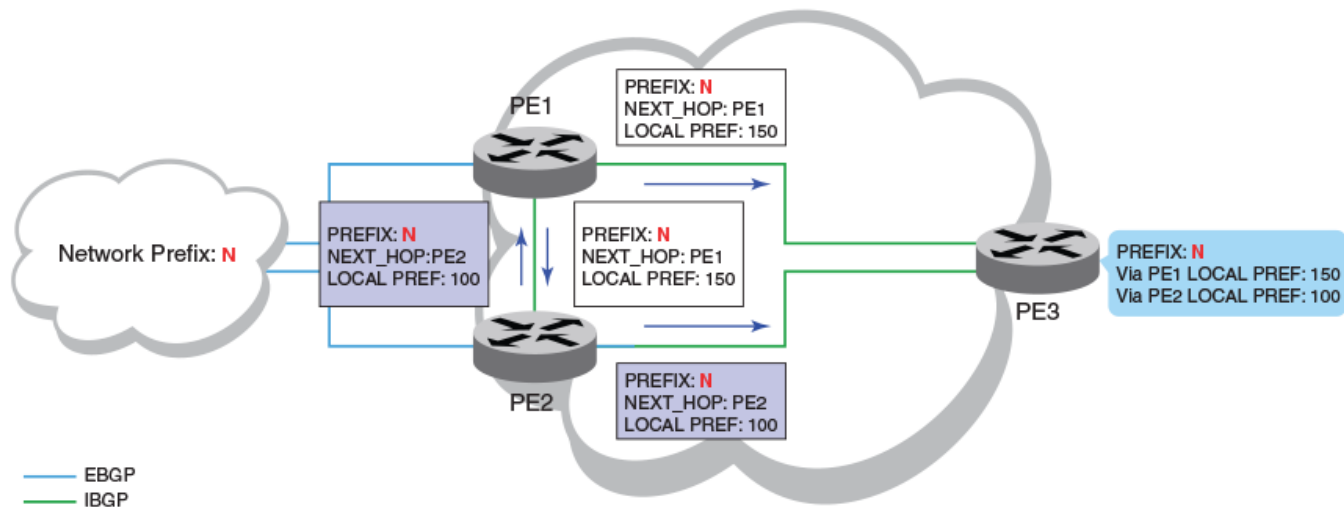 PREFIX: N
NEXT_HOP: PE1
LOCAL PREF: 150
PE1
Network Prefix: N
PREFIX: N
NEXT_HOP:PE2
LOCAL PREF: 100
PREFIX: N
NEXT_HOP: PE1
LOCAL PREF: 150
PREFIX: N
Via PE1 LOCAL PREF: 150
Via PE2 LOCAL PREF: 100
PE3
PE2
PREFIX: N
NEXT_HOP: PE2
LOCAL PREF: 100
EBGP
IBGP